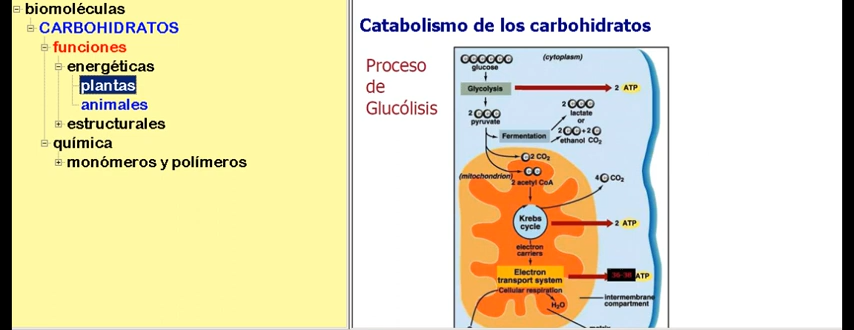 biomoléculas
CARBOHIDRATOS
funciones
energéticas
plantas
animales
estructurales
química
monómeros y polímeros
Catabolismo de los carbohidratos
Proceso
de
Glucólisis
(cytoplasm)
C C C C C C
glucose
Glycolysis
2 ATP
2 C C C
pyruvate
2 C C C
lactate
or
Fermentation
2 C C + 2 C
ethanol CO2
C 2 CO2
(mitochondrion)
C C
2 acetyl CoA
4 C CO2
Krebs
cycle
2 ATP
electron
carriers
Electron
transport system
36-38 ATP
Cellular respiration
H2O
intermembrane
compartment